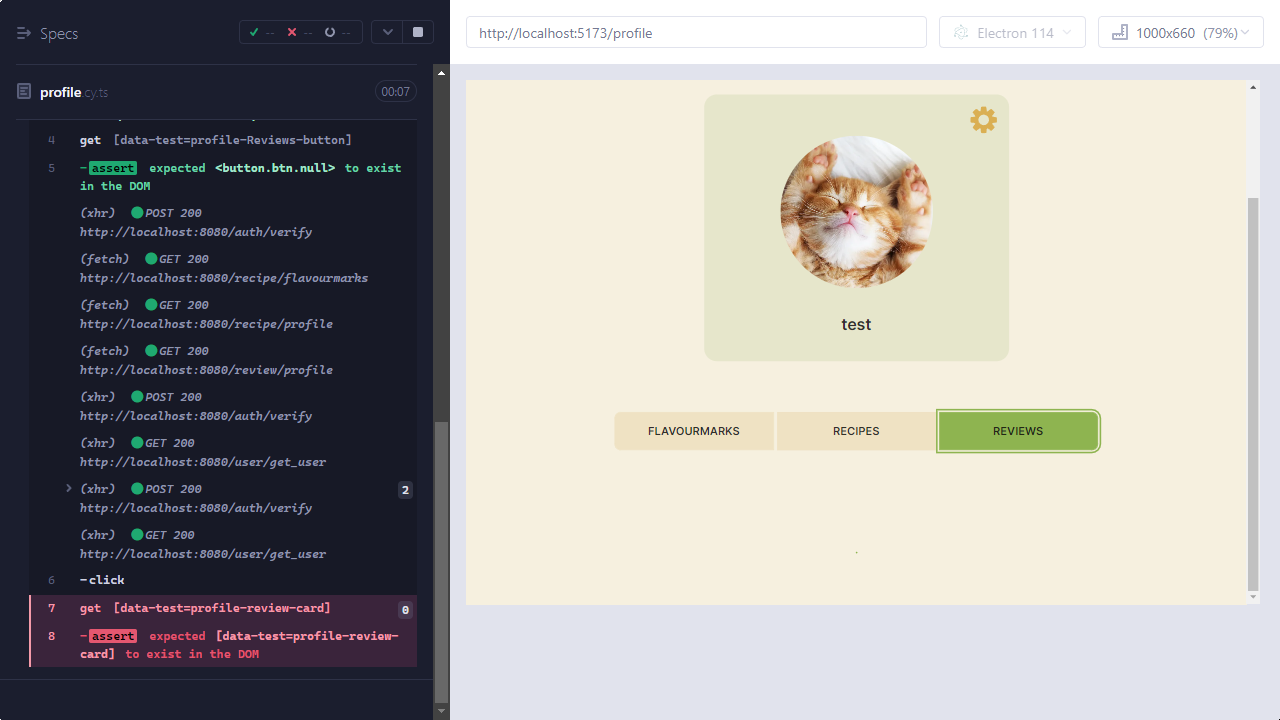 Specs
--
--
--
http://localhost:5173/profile
Electron 114
1000x660 (79%)
profile.cy.ts
00:07
4 get [data-test=profile-Reviews-button]
5 -assert expected <button.btn.null> to exist
in the DOM
(xhr) POST 200
http://localhost:8080/auth/verify
(fetch) GET 200
http://localhost:8080/recipe/flavourmarks
(fetch) GET 200
http://localhost:8080/recipe/profile
(fetch) GET 200
http://localhost:8080/review/profile
(xhr) POST 200
http://localhost:8080/auth/verify
(xhr) GET 200
http://localhost:8080/user/get_user
(xhr) POST 200 2
http://localhost:8080/auth/verify
(xhr) GET 200
http://localhost:8080/user/get_user
6 -click
7 get [data-test=profile-review-card] 0
8 -assert expected [data-test=profile-review-
card] to exist in the DOM
test
FLAVOURMARKS
RECIPES
REVIEWS